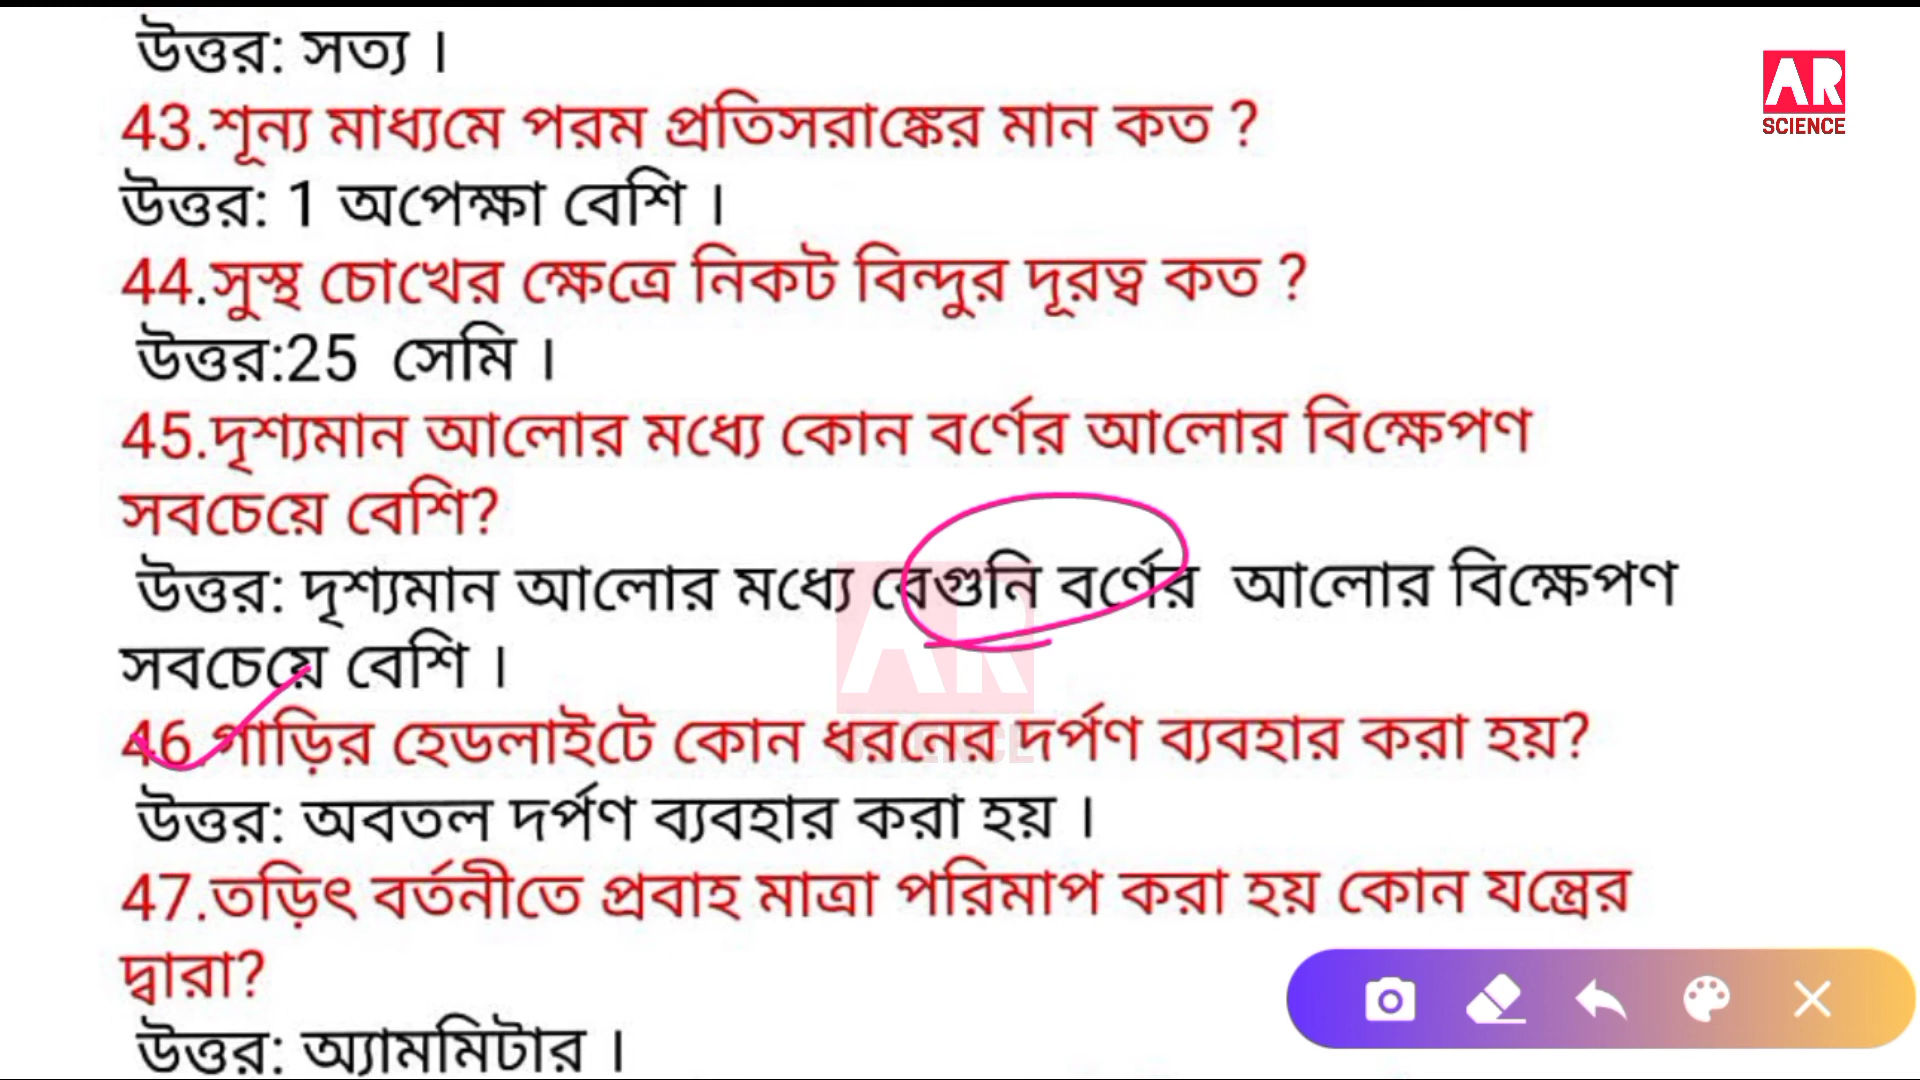 উত্তর: সত্য ।
AR
SCIENCE
43.শূন্য মাধ্যমে পরম প্রতিসরাঙ্কের মান কত ?
উত্তর: 1 অপেক্ষা বেশি ।
44.সুস্থ চোখের ক্ষেত্রে নিকট বিন্দুর দূরত্ব কত ?
উত্তর:25 সেমি ।
45.দৃশ্যমান আলোর মধ্যে কোন বর্ণের আলোর বিক্ষেপণ
সবচেয়ে বেশি?
উত্তর: দৃশ্যমান আলোর মধ্যে বেগুনি বর্ণের আলোর বিক্ষেপণ
সবচেয়ে বেশি ।
AR
SCIENCE
46.গাড়ির হেডলাইটে কোন ধরনের দর্পণ ব্যবহার করা হয়?
উত্তর: অবতল দর্পণ ব্যবহার করা হয় ।
47.তড়িৎ বর্তনীতে প্রবাহ মাত্রা পরিমাপ করা হয় কোন যন্ত্রের
দ্বারা?
উত্তর: অ্যামমিটার ।